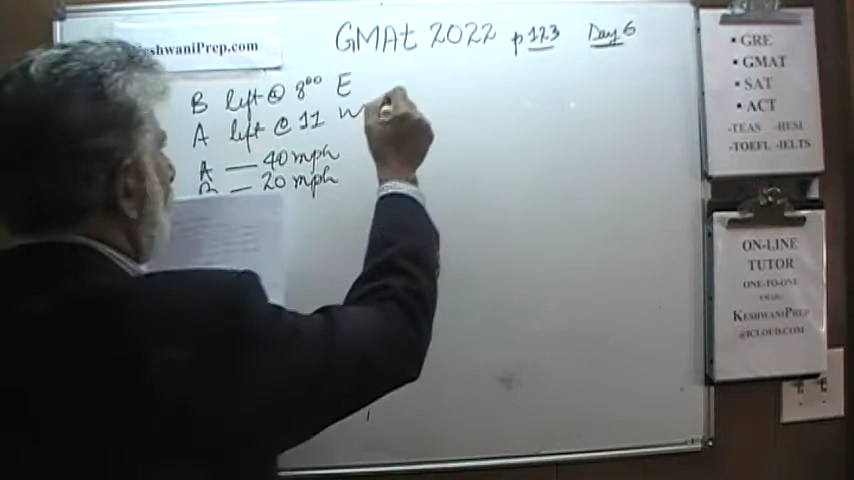 KeshwaniPrep.com
GMAt 2022 p 123 Day 6
B left @ 8⁰⁰ E
A left @ 11 W
A — 40 mph
B — 20 mph
• GRE
• GMAT
• SAT
• ACT
-TEAS -HESI
-TOEFL -IELTS
ON-LINE
TUTOR
ONE-TO-ONE
EMAIL:
KESHWANIPREP
@ICLOUD.COM